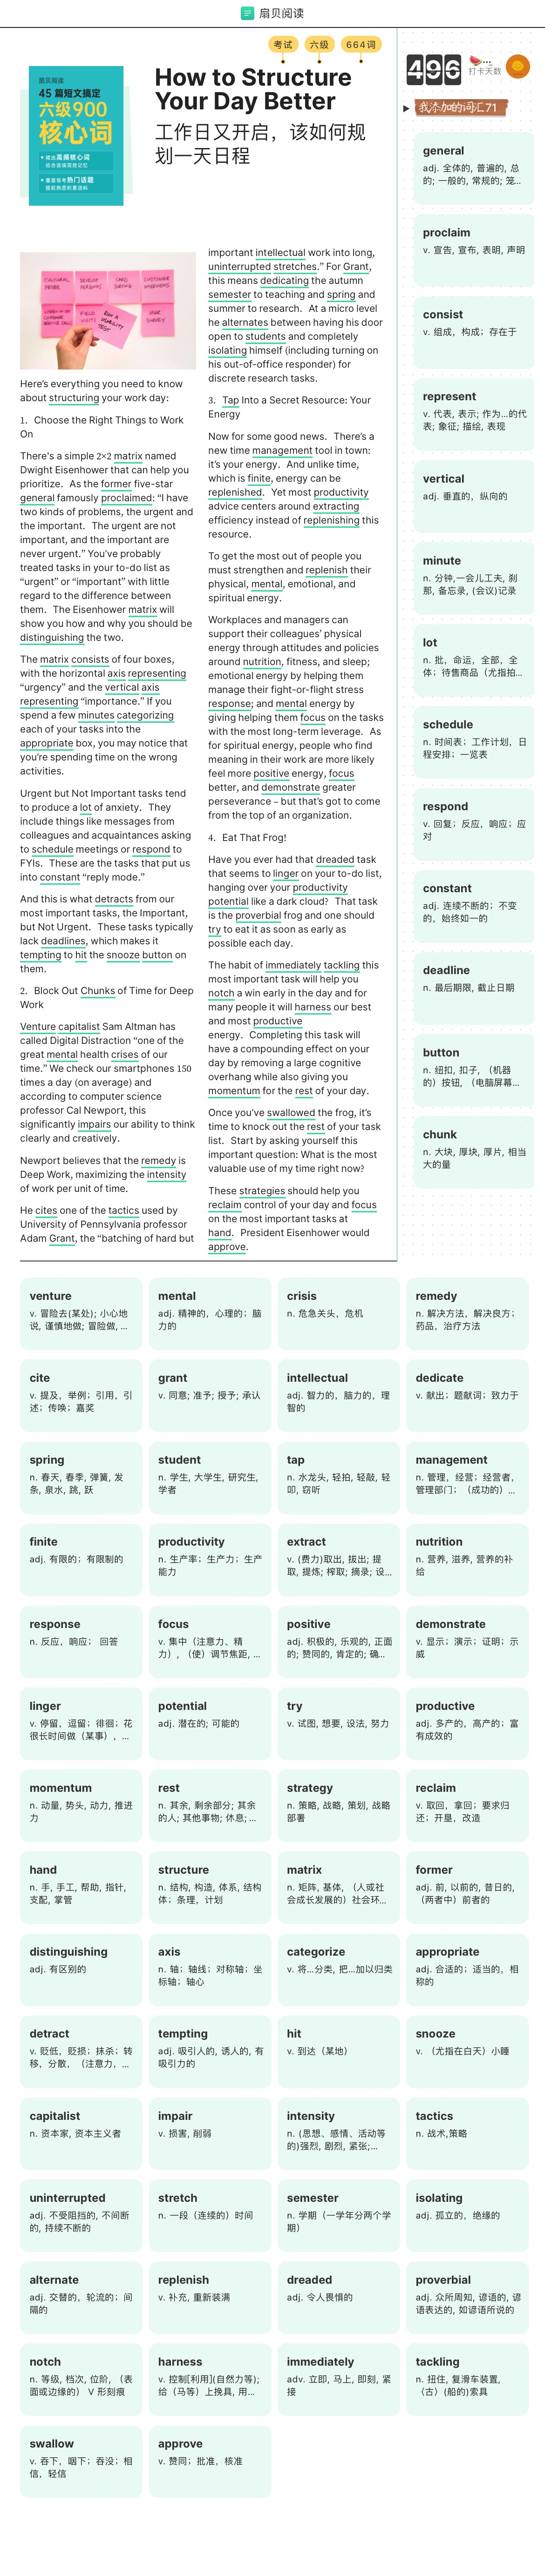 扇贝阅读
考试 六级 664词
扇贝阅读
45 篇短文搞定
六级900
核心词
How to Structure
Your Day Better
工作日又开启，该如何规
划一天日程
Here's everything you need to know
about structuring your work day:
1. Choose the Right Things to Work
On
There's a simple 2×2 matrix named
Dwight Eisenhower that can help you
prioritize. As the former five-star
general famously proclaimed: “I have
two kinds of problems, the urgent and
the important. The urgent are not
important, and the important are
never urgent.” You've probably
treated tasks in your to-do list as
“urgent” or “important” with little
regard to the difference between
them. The Eisenhower matrix will
show you how and why you should be
distinguishing the two.
The matrix consists of four boxes,
with the horizontal axis representing
“urgency” and the vertical axis
representing “importance.” If you
spend a few minutes categorizing
each of your tasks into the
appropriate box, you may notice that
you're spending time on the wrong
activities.
Urgent but Not Important tasks tend
to produce a lot of anxiety. They
include things like messages from
colleagues and acquaintances asking
to schedule meetings or respond to
FYIs. These are the tasks that put us
into constant “reply mode.”
And this is what detracts from our
most important tasks, the Important,
but Not Urgent. These tasks typically
lack deadlines, which makes it
tempting to hit the snooze button on
them.
2. Block Out Chunks of Time for Deep
Work
Venture capitalist Sam Altman has
called Digital Distraction “one of the
great mental health crises of our
time.” We check our smartphones 150
times a day (on average) and
according to computer science
professor Cal Newport, this
significantly impairs our ability to think
clearly and creatively.
Newport believes that the remedy is
Deep Work, maximizing the intensity
of work per unit of time.
He cites one of the tactics used by
University of Pennsylvania professor
Adam Grant, the “batching of hard but
important intellectual work into long,
uninterrupted stretches.” For Grant,
this means dedicating the autumn
semester to teaching and spring and
summer to research. At a micro level
he alternates between having his door
open to students and completely
isolating himself (including turning on
his out-of-office responder) for
discrete research tasks.
3. Tap Into a Secret Resource: Your
Energy
Now for some good news. There's a
new time management tool in town:
it's your energy. And unlike time,
which is finite, energy can be
replenished. Yet most productivity
advice centers around extracting
efficiency instead of replenishing this
resource.
To get the most out of people you
must strengthen and replenish their
physical, mental, emotional, and
spiritual energy.
Workplaces and managers can
support their colleagues' physical
energy through attitudes and policies
around nutrition, fitness, and sleep;
emotional energy by helping them
manage their fight-or-flight stress
response; and mental energy by
giving helping them focus on the tasks
with the most long-term leverage. As
for spiritual energy, people who find
meaning in their work are more likely
feel more positive energy, focus
better, and demonstrate greater
perseverance – but that's got to come
from the top of an organization.
4. Eat That Frog!
Have you ever had that dreaded task
that seems to linger on your to-do list,
hanging over your productivity
potential like a dark cloud? That task
is the proverbial frog and one should
try to eat it as soon as early as
possible each day.
The habit of immediately tackling this
most important task will help you
notch a win early in the day and for
many people it will harness our best
and most productive
energy. Completing this task will
have a compounding effect on your
day by removing a large cognitive
overhang while also giving you
momentum for the rest of your day.
Once you've swallowed the frog, it's
time to knock out the rest of your task
list. Start by asking yourself this
important question: What is the most
valuable use of my time right now?
These strategies should help you
reclaim control of your day and focus
on the most important tasks at
hand. President Eisenhower would
approve.
496
打卡天数
我添加的词汇71
general
adj. 全体的, 普遍的, 总
的; 一般的, 常规的; 笼...
proclaim
v. 宣告, 宣布, 表明, 声明
consist
v. 组成，构成；存在于
represent
v. 代表, 表示; 作为...的代
表; 象征; 描绘, 表现
vertical
adj. 垂直的，纵向的
minute
n. 分钟,一会儿工夫, 刹
那, 备忘录, (会议)记录
lot
n. 批，命运，全部，全
体；待售商品（尤指拍...
schedule
n. 时间表；工作计划，日
程安排；一览表
respond
v. 回复；反应，响应；应
对
constant
adj. 连续不断的；不变
的，始终如一的
deadline
n. 最后期限, 截止日期
button
n. 纽扣, 扣子, （机器
的）按钮, （电脑屏幕...
chunk
n. 大块, 厚块, 厚片, 相当
大的量
venture
v. 冒险去(某处); 小心地
说, 谨慎地做; 冒险做, ...
mental
adj. 精神的，心理的；脑
力的
crisis
n. 危急关头，危机
remedy
n. 解决方法，解决良方；
药品，治疗方法
cite
v. 提及，举例；引用，引
述；传唤；嘉奖
grant
v. 同意; 准予; 授予; 承认
intellectual
adj. 智力的，脑力的，理
智的
dedicate
v. 献出；题献词；致力于
spring
n. 春天, 春季, 弹簧, 发
条, 泉水, 跳, 跃
student
n. 学生, 大学生, 研究生,
学者
tap
n. 水龙头, 轻拍, 轻敲, 轻
叩, 窃听
management
n. 管理，经营；经营者，
管理部门；（成功的）...
finite
adj. 有限的；有限制的
productivity
n. 生产率；生产力；生产
能力
extract
v. (费力)取出, 拔出; 提
取, 提炼; 榨取; 摘录; 设...
nutrition
n. 营养, 滋养, 营养的补
给
response
n. 反应，响应； 回答
focus
v. 集中（注意力、精
力），（使）调节焦距, ...
positive
adj. 积极的, 乐观的, 正面
的; 赞同的, 肯定的; 确...
demonstrate
v. 显示；演示；证明；示
威
linger
v. 停留，逗留；徘徊；花
很长时间做（某事），...
potential
adj. 潜在的; 可能的
try
v. 试图, 想要, 设法, 努力
productive
adj. 多产的，高产的；富
有成效的
momentum
n. 动量, 势头, 动力, 推进
力
rest
n. 其余, 剩余部分; 其余
的人; 其他事物; 休息; ...
strategy
n. 策略, 战略, 策划, 战略
部署
reclaim
v. 取回，拿回；要求归
还；开垦，改造
hand
n. 手, 手工, 帮助, 指针,
支配, 掌管
structure
n. 结构, 构造, 体系, 结构
体；条理，计划
matrix
n. 矩阵, 基体, （人或社
会成长发展的）社会环...
former
adj. 前, 以前的, 昔日的,
（两者中）前者的
distinguishing
adj. 有区别的
axis
n. 轴；轴线；对称轴；坐
标轴；轴心
categorize
v. 将...分类, 把...加以归类
appropriate
adj. 合适的；适当的，相
称的
detract
v. 贬低，贬损；抹杀；转
移，分散，（注意力，...
tempting
adj. 吸引人的, 诱人的, 有
吸引力的
hit
v. 到达（某地）
snooze
v. （尤指在白天）小睡
capitalist
n. 资本家, 资本主义者
impair
v. 损害, 削弱
intensity
n. (思想、感情、活动等
的)强烈, 剧烈, 紧张;...
tactics
n. 战术,策略
uninterrupted
adj. 不受阻挡的, 不间断
的, 持续不断的
stretch
n. 一段（连续的）时间
semester
n. 学期（一学年分两个学
期）
isolating
adj. 孤立的，绝缘的
alternate
adj. 交替的，轮流的；间
隔的
replenish
v. 补充, 重新装满
dreaded
adj. 令人畏惧的
proverbial
adj. 众所周知, 谚语的, 谚
语表达的, 如谚语所说的
notch
n. 等级, 档次, 位阶, （表
面或边缘的） V 形刻痕
harness
v. 控制[利用](自然力等);
给（马等）上挽具, 用...
immediately
adv. 立即, 马上, 即刻, 紧
接
tackling
n. 扭住, 复滑车装置,
〈古〉(船的)索具
swallow
v. 吞下，咽下；吞没；相
信，轻信
approve
v. 赞同；批准，核准